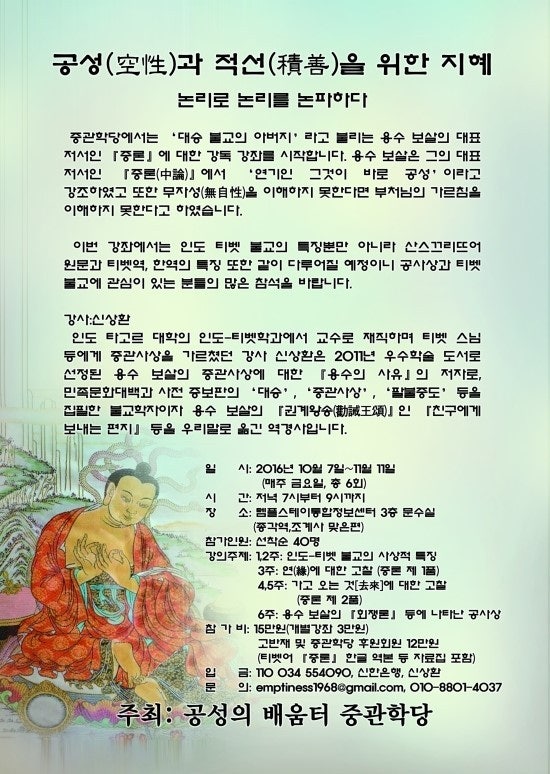 공성(空性)과 적선(積善)을 위한 지혜
논리로 논리를 논파하다
중관학당에서는 '대승 불교의 아버지'라고 불리는 용수 보살의 대표
저서인 『중론』에 대한 강독 강좌를 시작합니다. 용수 보살은 그의 대표
저서인 『중론(中論)』에서 '연기인 그것이 바로 공성'이라고
강조하였고 또한 무자성(無自性)을 이해하지 못한다면 부처님의 가르침을
이해하지 못한다고 하였습니다.
이번 강좌에서는 인도 티벳 불교의 특징뿐만 아니라 산스끄리뜨어
원문과 티벳역, 한역의 특징 또한 같이 다루어질 예정이니 공사상과 티벳
불교에 관심이 있는 분들의 많은 참석을 바랍니다.
강사:신상환
인도 타고르 대학의 인도-티벳학과에서 교수로 재직하며 티벳 스님
등에게 중관사상을 가르쳤던 강사 신상환은 2011년 우수학술 도서로
선정된 용수 보살의 중관사상에 대한 『용수의 사유』의 저자로,
민족문화대백과 사전 증보판의 '대승', '중관사상', '팔불중도' 등을
집필한 불교학자이자 용수 보살의 『권계왕송(勸誡王頌)』인 『친구에게
보내는 편지』 등을 우리말로 옮긴 역경사입니다.
일 시: 2016년 10월 7일~11월 11일
(매주 금요일, 총 6회)
시 간: 저녁 7시부터 9시까지
장 소: 템플스테이통합정보센터 3층 문수실
(종각역,조계사 맞은편)
참가인원: 선착순 40명
강의주제: 1,2주: 인도-티벳 불교의 사상적 특징
3주: 연(緣)에 대한 고찰 (중론 제 1품)
4,5주: 가고 오는 것[去來]에 대한 고찰
(중론 제 2품)
6주: 용수 보살의 『회쟁론』 등에 나타난 공사상
참 가 비: 15만원(개별강좌 3만원)
고반재 및 중관학당 후원회원 12만원
(티벳어 『중론』 한글 역본 등 자료집 포함)
입 금: 110 034 554090, 신한은행, 신상환
문 의: emptiness1968@gmail.com, 010-8801-4037
주최: 공성의 배움터 중관학당